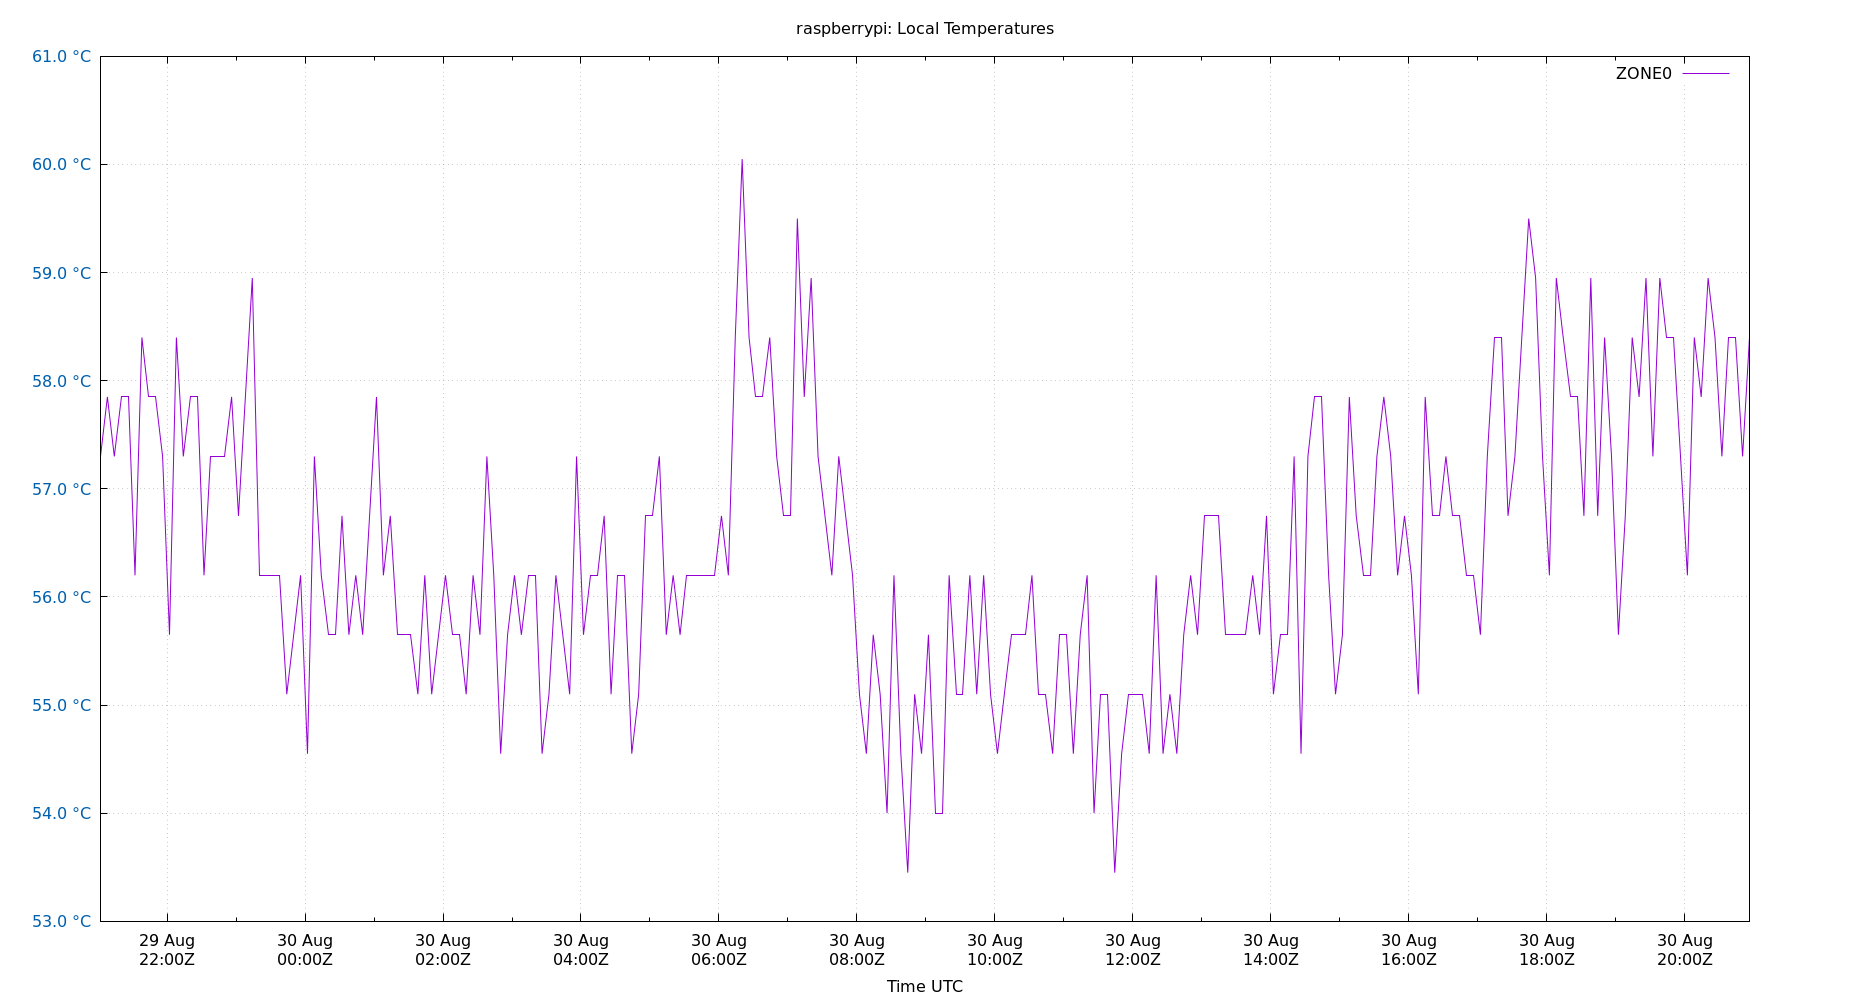 raspberrypi: Local Temperatures
61.0 °C
ZONE0
60.0 °C
59.0 °C
58.0 °C
57.0 °C
56.0 °C
55.0 °C
54.0 °C
53.0 °C
29 Aug 30 Aug 30 Aug 30 Aug 30 Aug 30 Aug 30 Aug 30 Aug 30 Aug 30 Aug 30 Aug 30 Aug
22:00Z 00:00Z 02:00Z 04:00Z 06:00Z 08:00Z 10:00Z 12:00Z 14:00Z 16:00Z 18:00Z 20:00Z
Time UTC